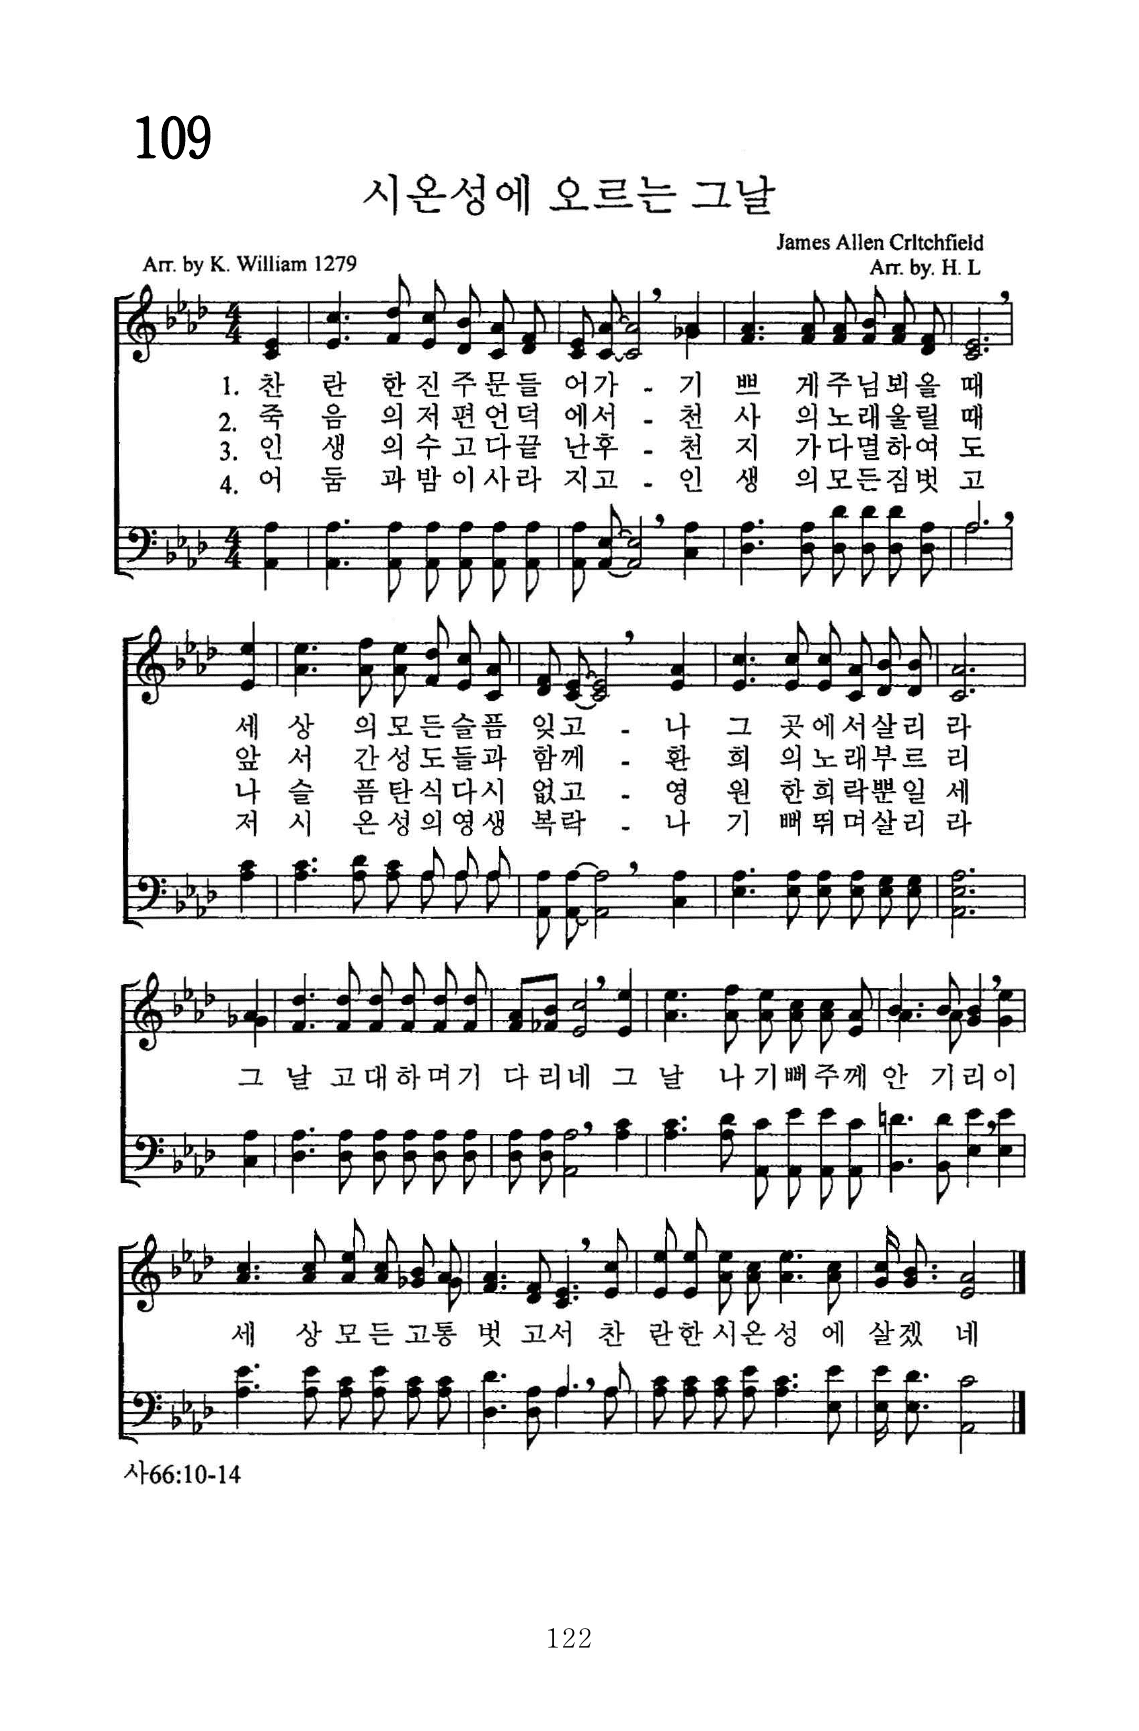 109
시온성에 오르는 그날
James Allen Crltchfield
Arr. by K. William 1279
Arr. by. H. L
1. 찬 란 한진주문들 어가 - 기 쁘 게주님뵈올 때
2. 죽 음 의저편언덕 에서 - 천 사 의노래울릴 때
3. 인 생 의수고다끝 난후 - 천 지 가다멸하여 도
4. 어 둠 과밤이사라 지고 - 인 생 의모든짐벗 고
세 상 의모든슬픔 잊고 - 나 그 곳에서살리 라
앞 서 간성도들과 함께 - 환 희 의노래부르 리
나 슬 픔탄식다시 없고 - 영 원 한희락뿐일 세
저 시 온성의영생 복락 - 나 기 뻐뛰며살리 라
그 날 고대하며기 다리네 그 날 나기뻐주께 안 기리이
세 상모든고통 벗 고서 찬 란한시온성 에 살겠 네
사66:10-14
122